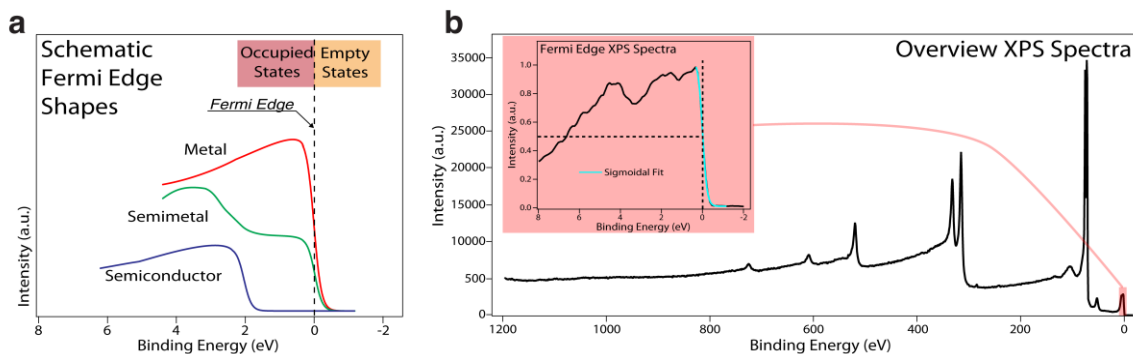 a
Schematic
Fermi Edge
Shapes
Occupied
States
Empty
States
Fermi Edge
Metal
Semimetal
Semiconductor
Intensity (a.u.)
8
6
4
2
0
-2
Binding Energy (eV)
b
Overview XPS Spectra
35000
30000
25000
20000
15000
10000
500
0
Intensity (a.u.)
1200
1000
800
600
400
200
0
Binding Energy (eV)
Fermi Edge XPS Spectra
1.0
0.8
0.6
0.4
0.2
0.0
Intensity (a.u.)
Sigmoidal Fit
8
6
4
2
0
-2
Binding Energy (eV)